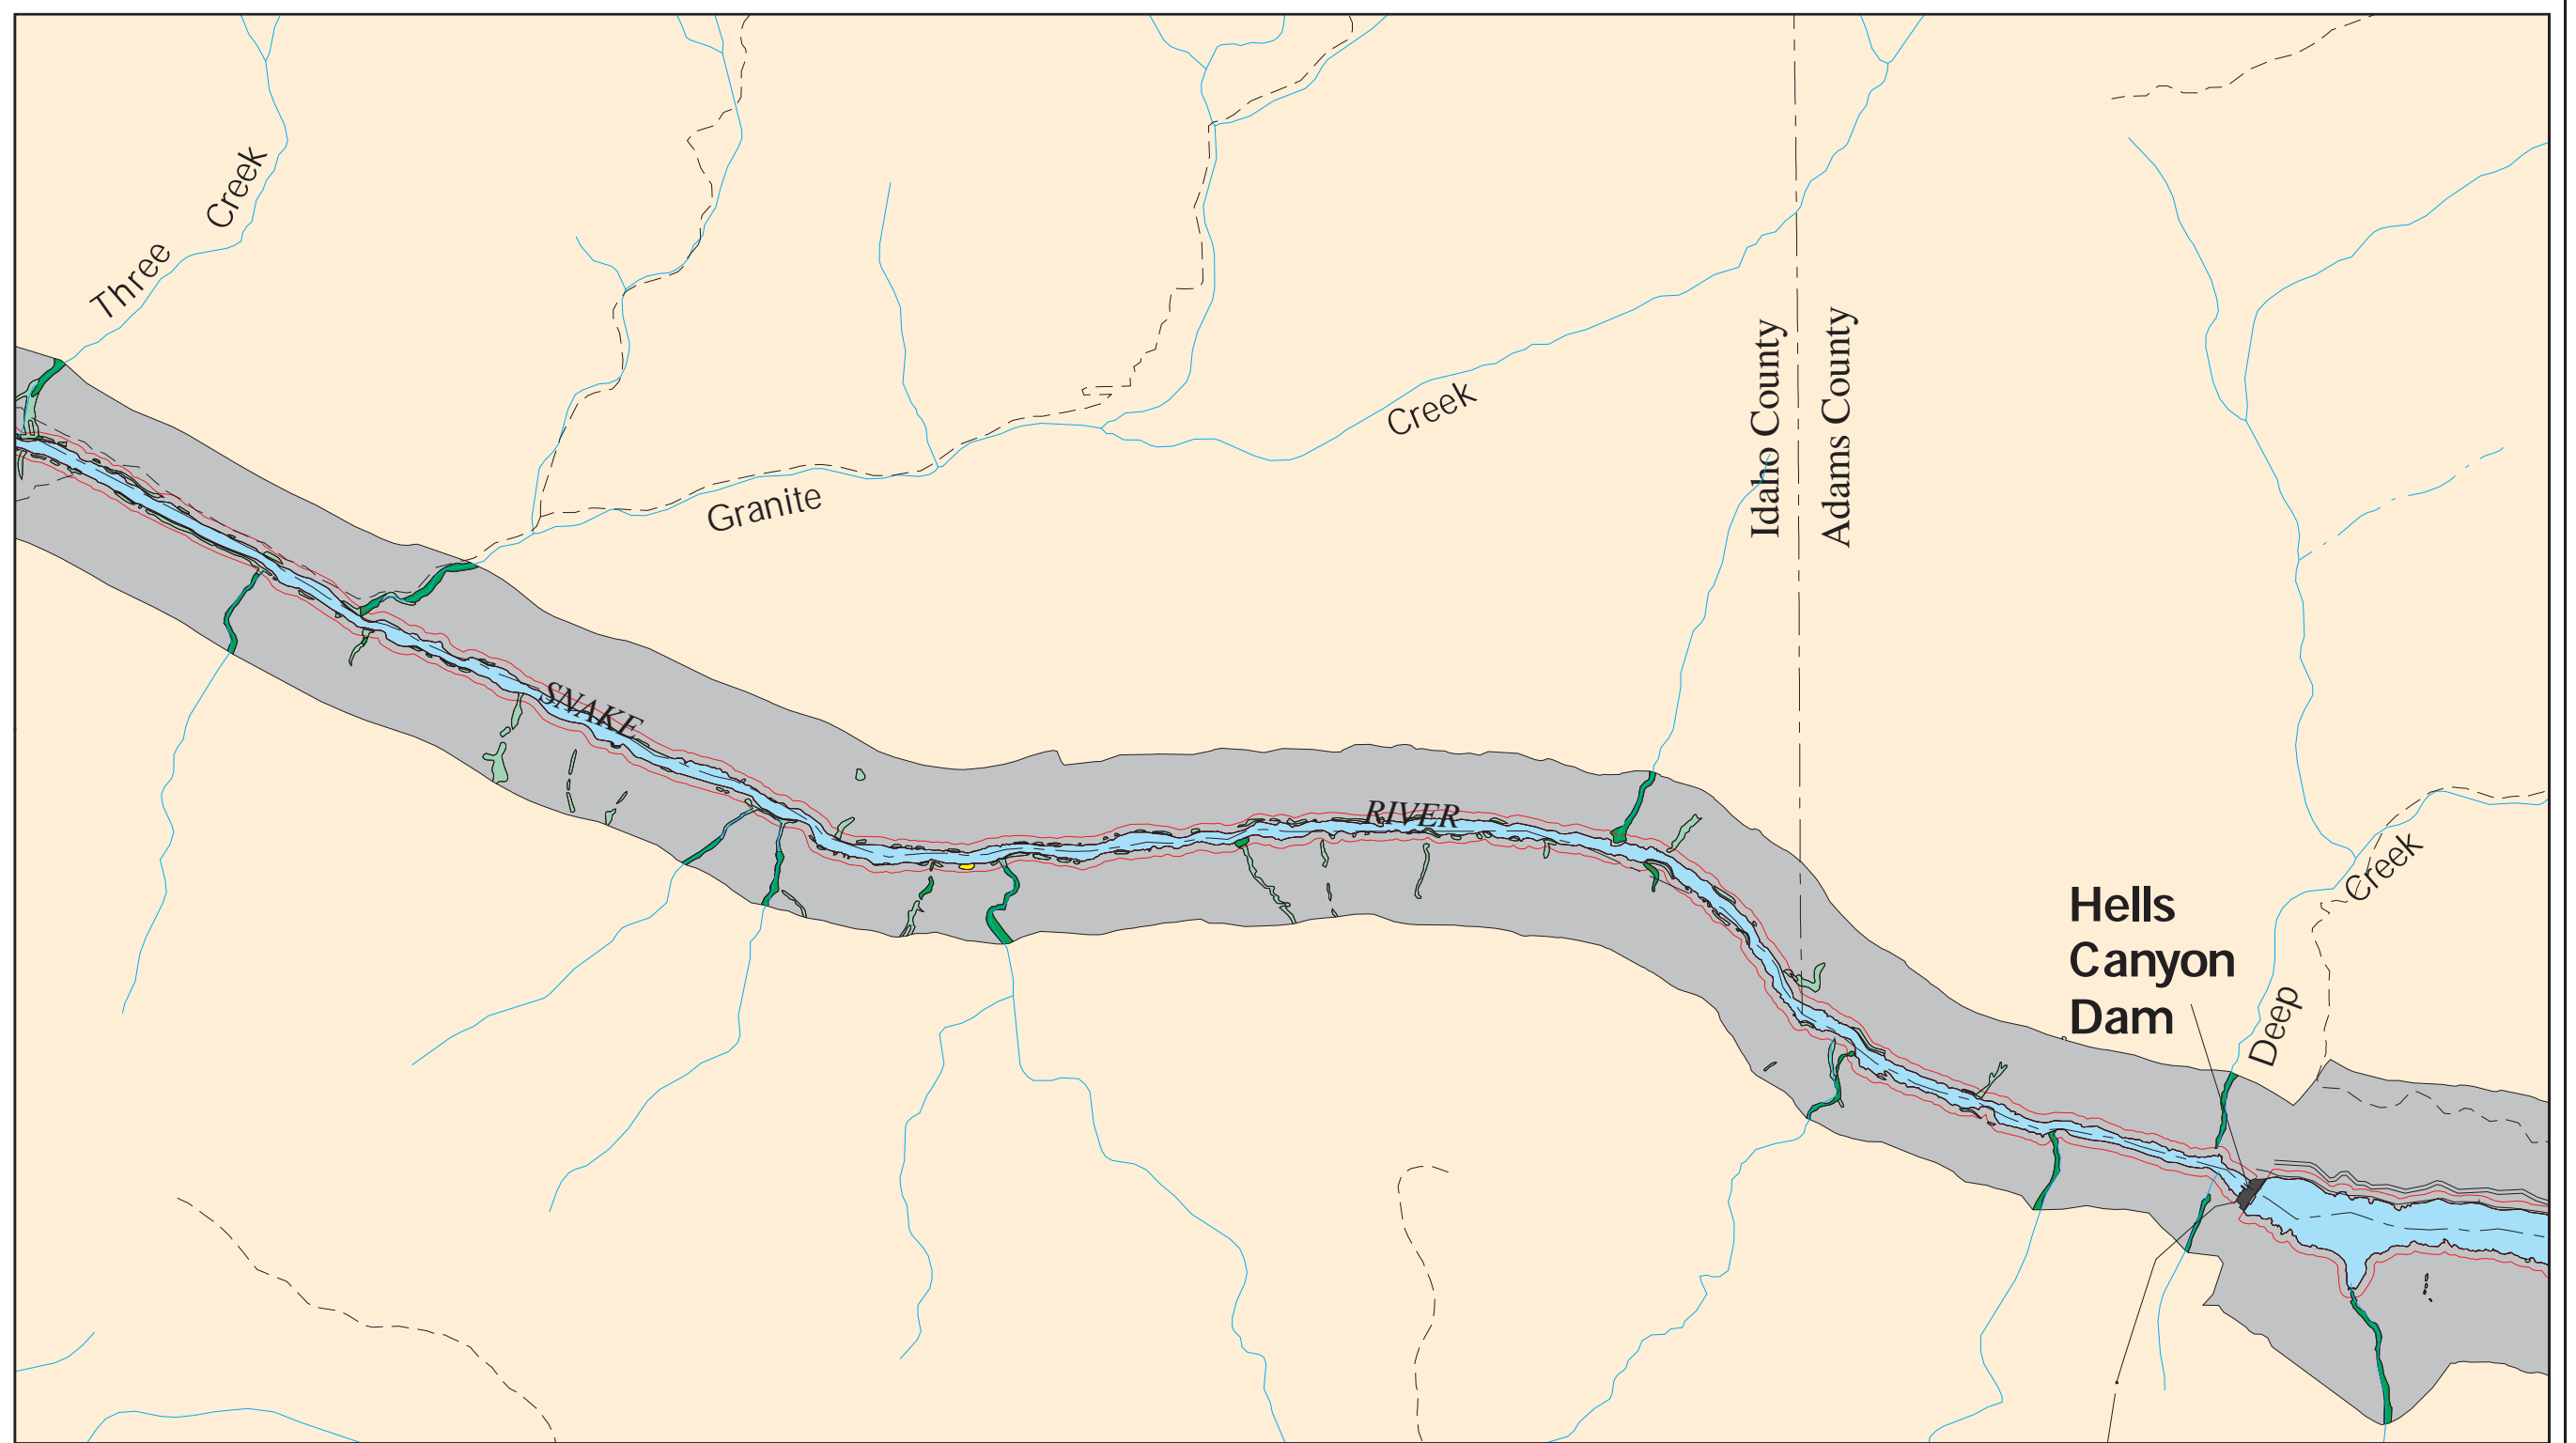 Three Creek
Granite Creek
Idaho County
Adams County
SNAKE RIVER
Hells
Canyon
Dam
Deep Creek